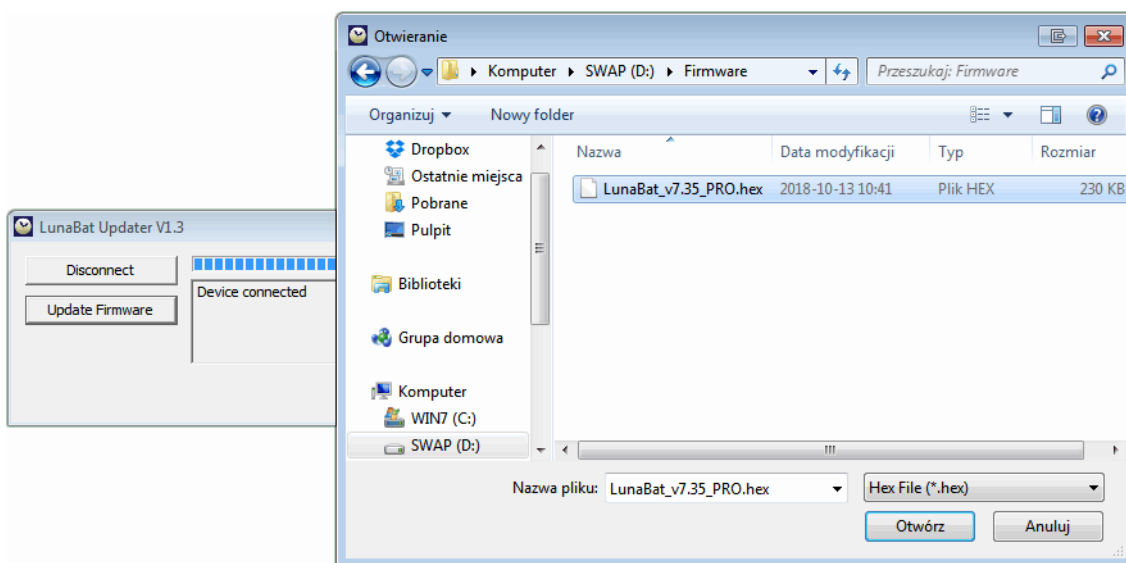 Otwieranie
Komputer SWAP (D:) Firmware
Przeszukaj: Firmware
Organizuj Nowy folder
Dropbox
Ostatnie miejsca
Pobrane
Pulpit
Biblioteki
Grupa domowa
Komputer
WIN7 (C:)
SWAP (D:)
Nazwa Data modyfikacji Typ Rozmiar
LunaBat_v7.35_PRO.hex 2018-10-13 10:41 Plik HEX 230 KB
Nazwa pliku: LunaBat_v7.35_PRO.hex Hex File (*.hex)
Otwórz Anuluj
LunaBat Updater V1.3
Disconnect
Update Firmware
Device connected